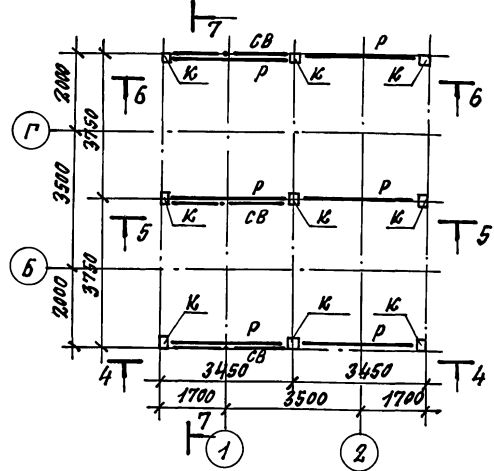 7
СВ Р
Р
К К К
6 6
2000
3750
Г
3500
Р Р
К СВ К К
5 5
Б
3750
2000
К К К
Р Р
СВ
4 4
3450 3450
1700 3500 1700
7
1 2